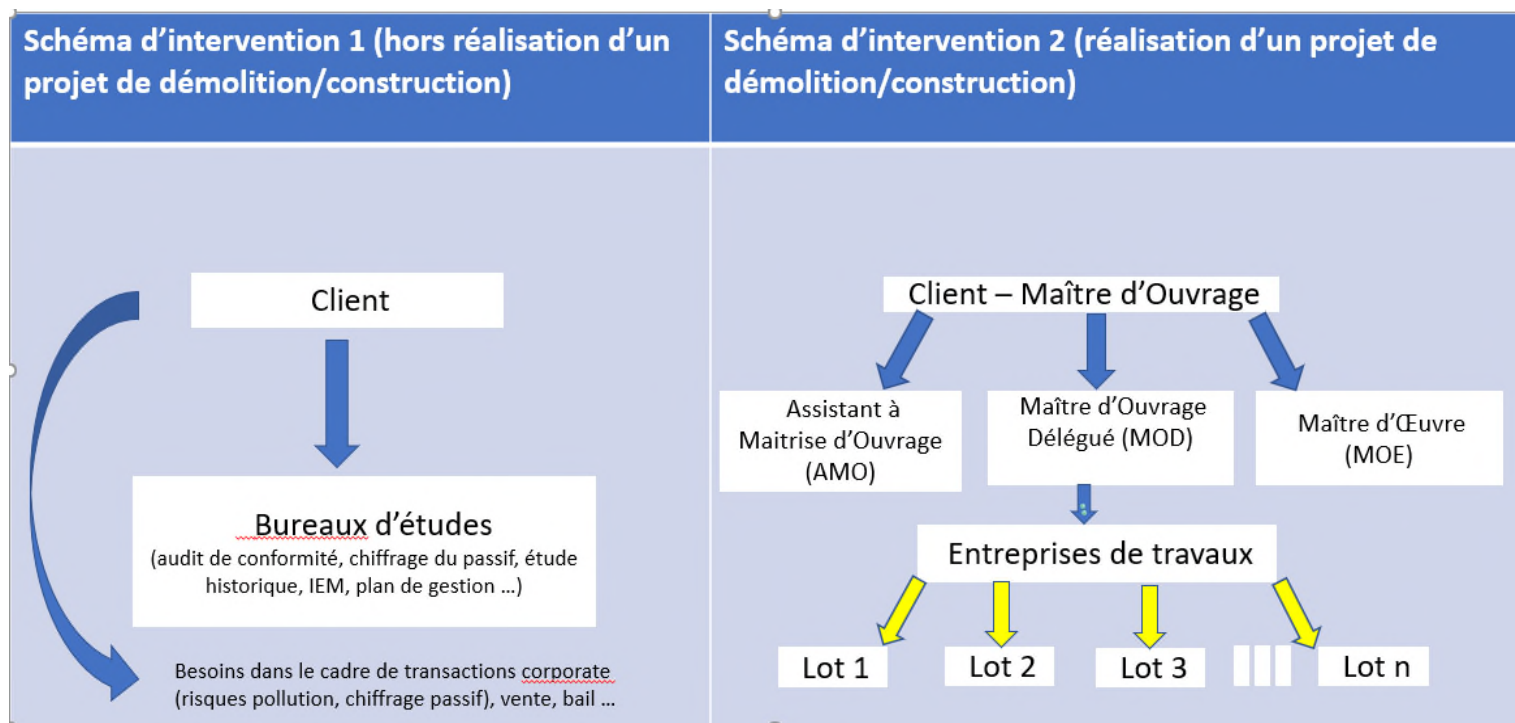 Schéma d’intervention 1 (hors réalisation d’un
projet de démolition/construction)
Schéma d’intervention 2 (réalisation d’un projet de
démolition/construction)
Client
Bureaux d’études
(audit de conformité, chiffrage du passif, étude
historique, IEM, plan de gestion ...)
Besoins dans le cadre de transactions corporate
(risques pollution, chiffrage passif), vente, bail ...
Client – Maître d’Ouvrage
Assistant à
Maitrise d’Ouvrage
(AMO)
Maître d’Ouvrage
Délégué (MOD)
Maître d’Œuvre
(MOE)
Entreprises de travaux
Lot 1
Lot 2
Lot 3
Lot n